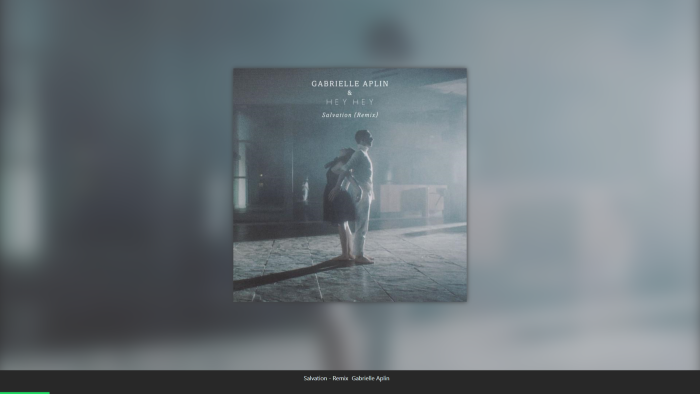 GABRIELLE APLIN
&
HEY HEY
Salvation (Remix)
Salvation - Remix Gabrielle Aplin